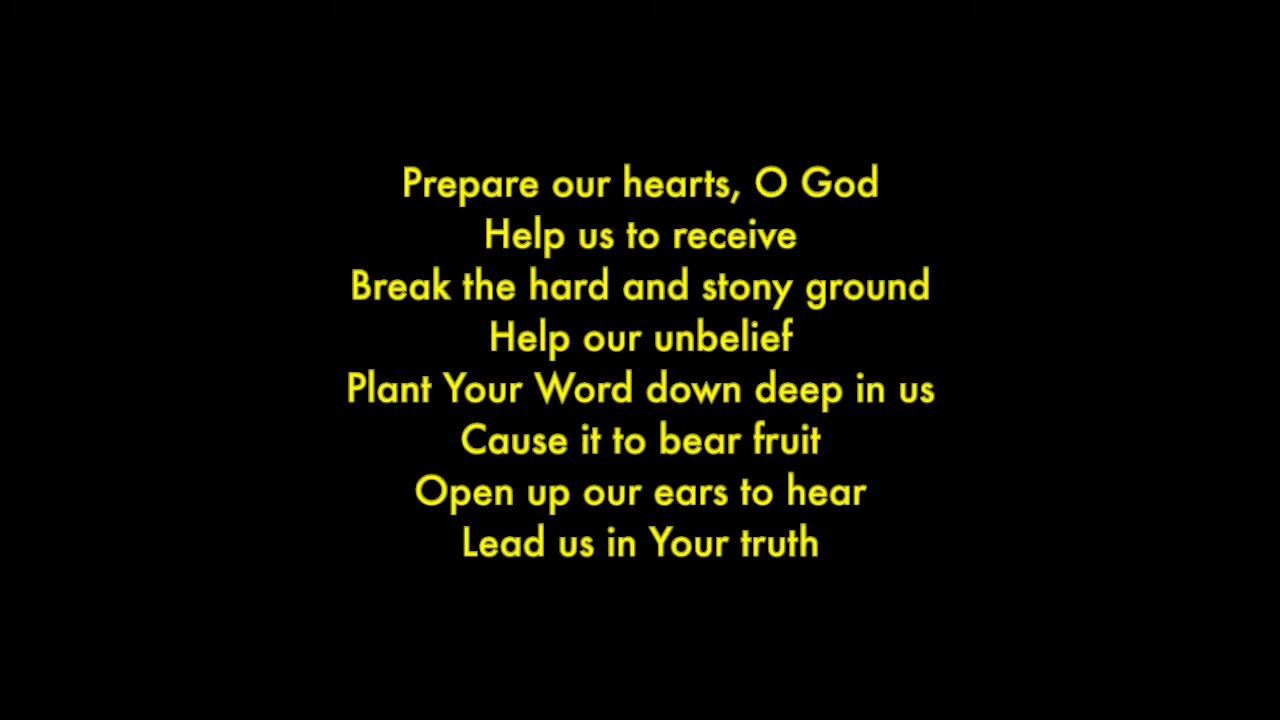 Prepare our hearts, O God
Help us to receive
Break the hard and stony ground
Help our unbelief
Plant Your Word down deep in us
Cause it to bear fruit
Open up our ears to hear
Lead us in Your truth